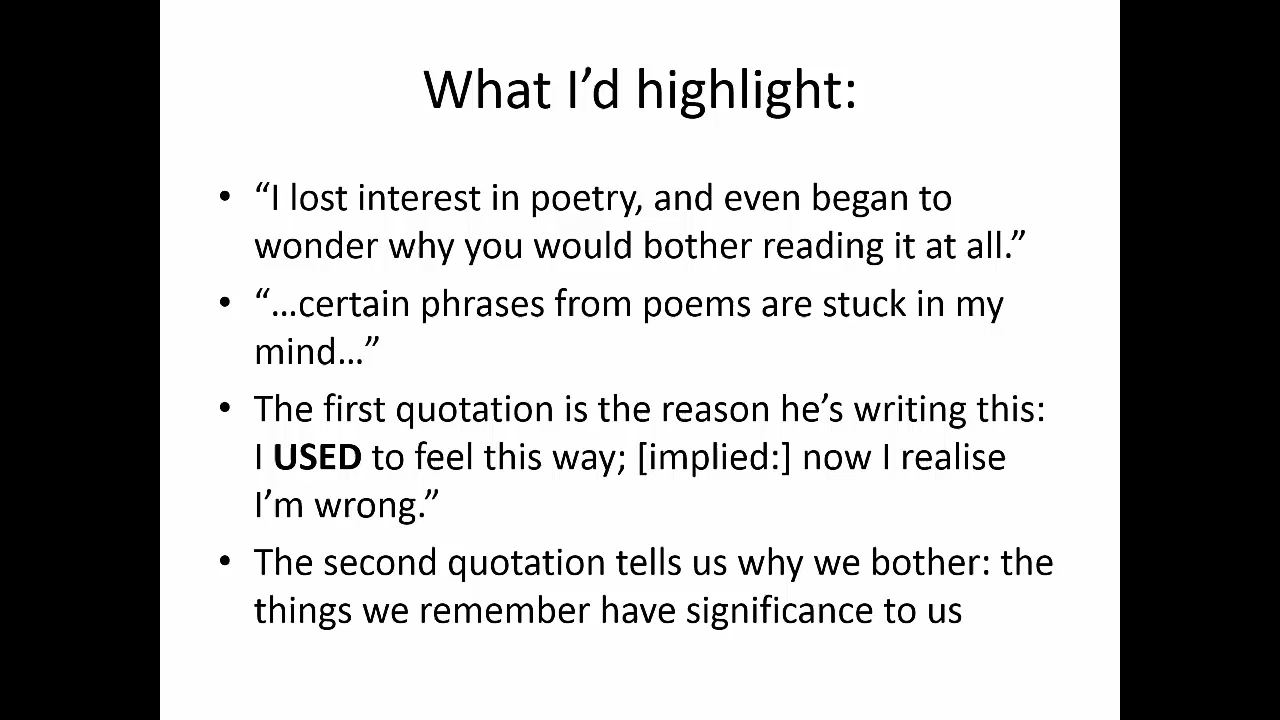 What I’d highlight:
• “I lost interest in poetry, and even began to
wonder why you would bother reading it at all.”
• “…certain phrases from poems are stuck in my
mind…”
• The first quotation is the reason he’s writing this:
I USED to feel this way; [implied:] now I realise
I’m wrong.”
• The second quotation tells us why we bother: the
things we remember have significance to us